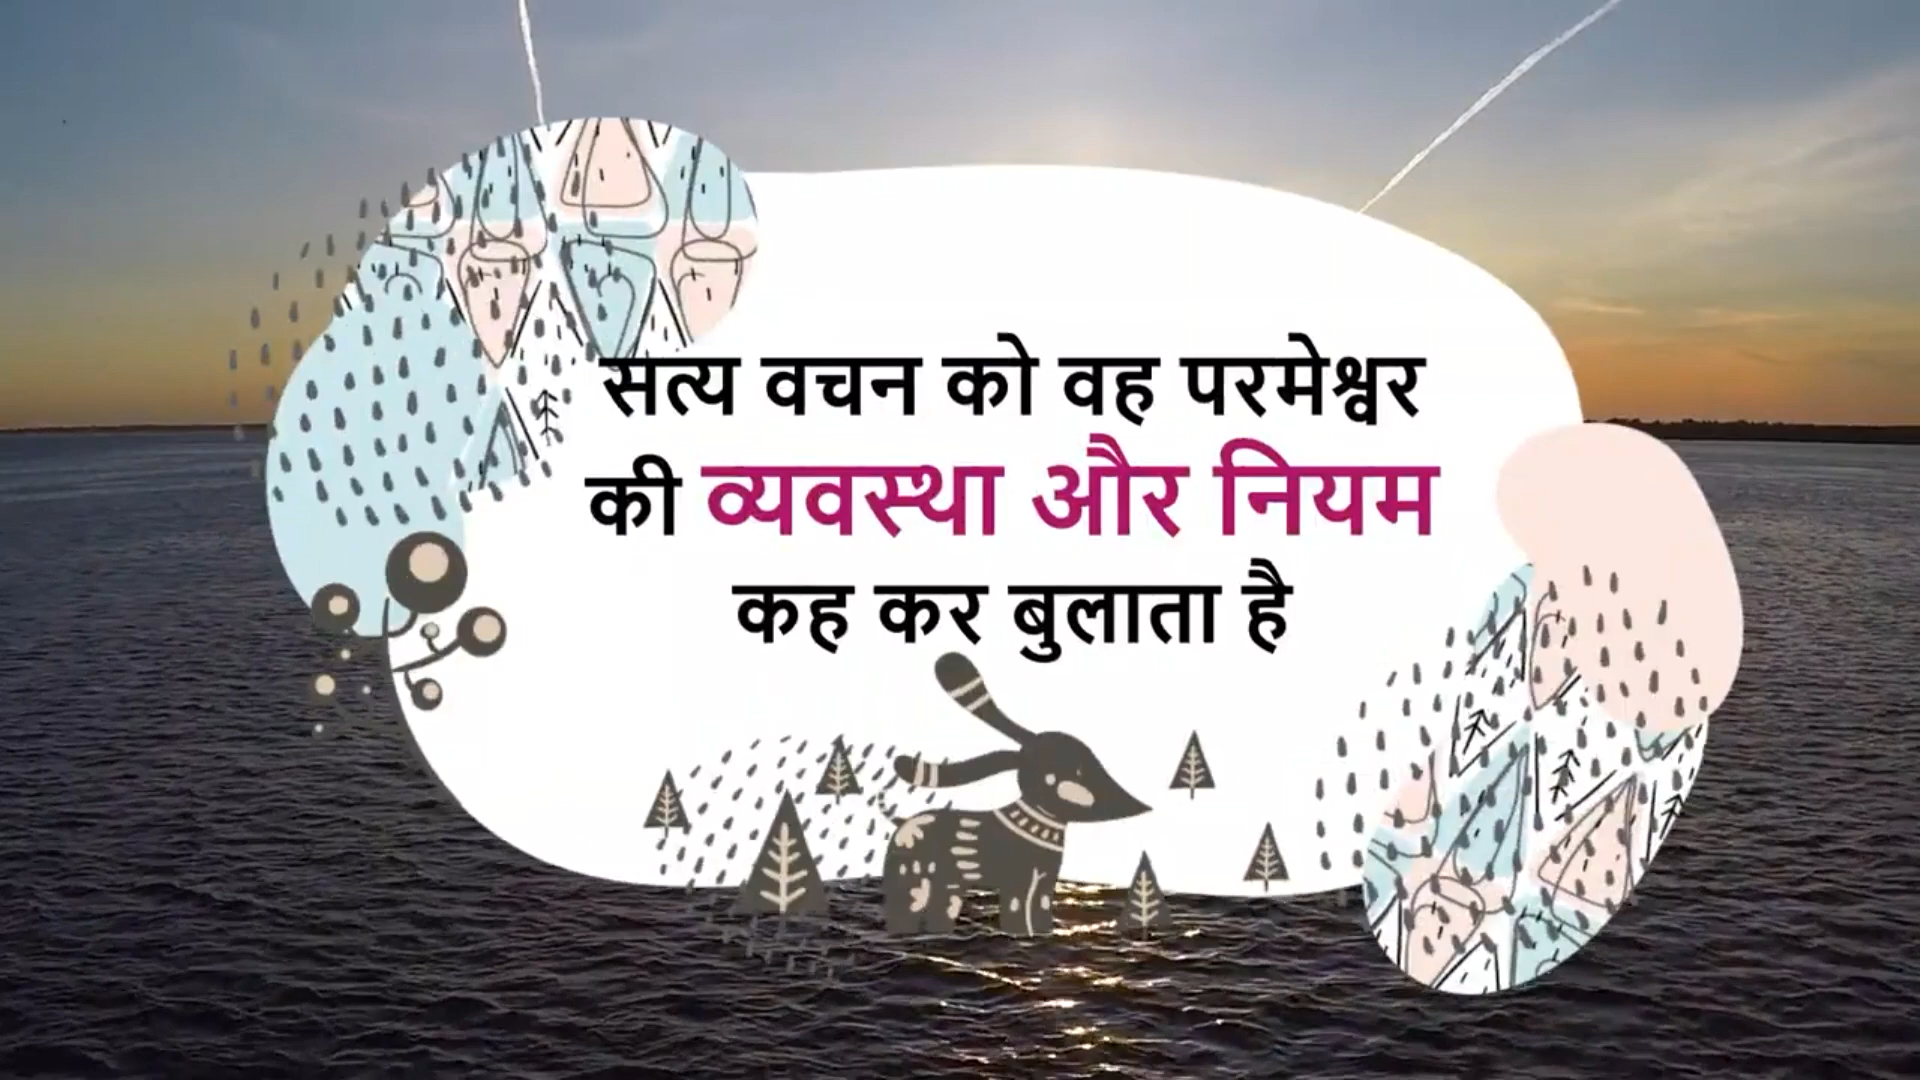 सत्य वचन को वह परमेश्वर
की व्यवस्था और नियम
कह कर बुलाता है